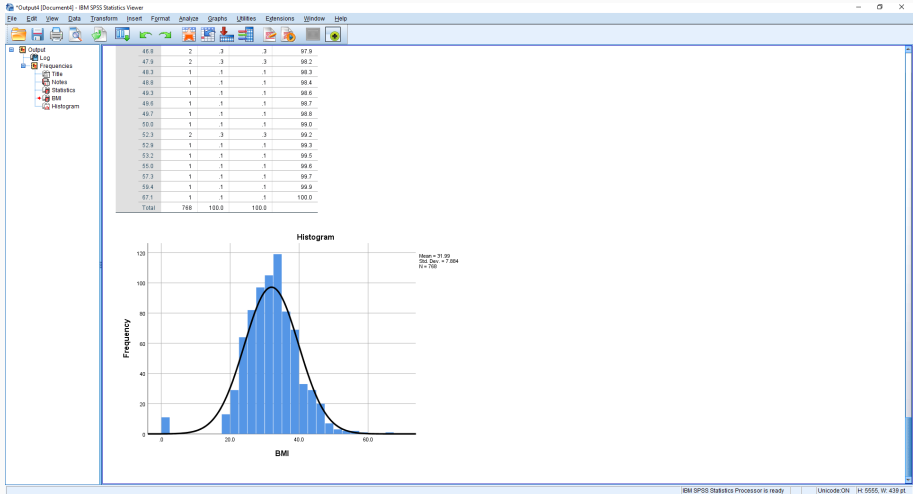 *Output4 [Document4] - IBM SPSS Statistics Viewer
File Edit View Data Transform Insert Format Analyze Graphs Utilities Extensions Window Help
Output
Log
Frequencies
Title
Notes
Statistics
BMI
Histogram
46.8 2 .3 .3 97.9
47.9 2 .3 .3 98.2
48.3 1 .1 .1 98.3
48.8 1 .1 .1 98.4
49.3 1 .1 .1 98.6
49.6 1 .1 .1 98.7
49.7 1 .1 .1 98.8
50.0 1 .1 .1 99.0
52.3 2 .3 .3 99.2
52.9 1 .1 .1 99.3
53.2 1 .1 .1 99.5
55.0 1 .1 .1 99.6
57.3 1 .1 .1 99.7
59.4 1 .1 .1 99.9
67.1 1 .1 .1 100.0
Total 768 100.0 100.0
Histogram
Mean = 31.99
Std. Dev. = 7.884
N = 768
120
100
80
60
40
20
0
Frequency
.0 20.0 40.0 60.0
BMI
IBM SPSS Statistics Processor is ready Unicode:ON H: 5555, W: 439 pt.